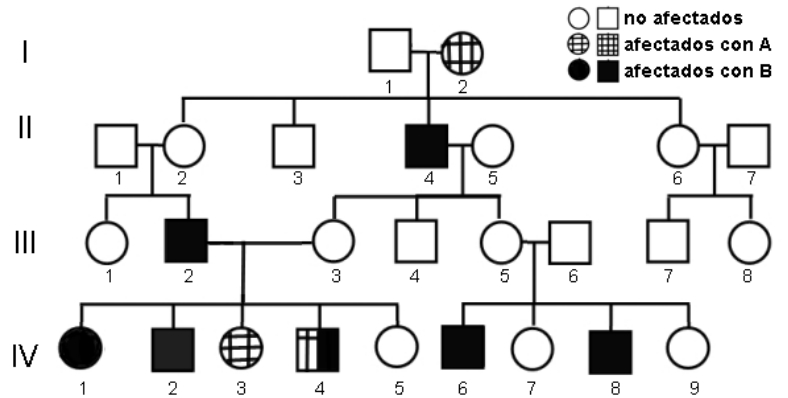 no afectados
afectados con A
afectados con B
I
1 2
II
1 2 3 4 5 6 7
III
1 2 3 4 5 6 7 8
IV
1 2 3 4 5 6 7 8 9